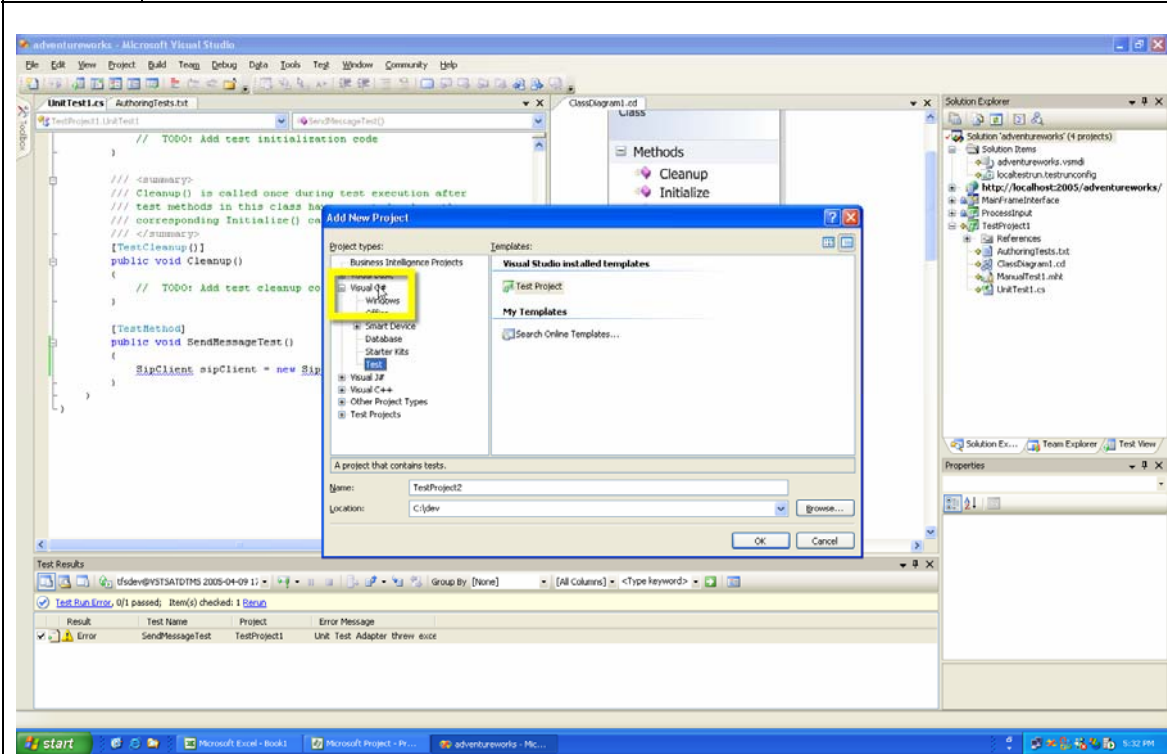 adventureworks - Microsoft Visual Studio
File Edit View Project Build Team Debug Data Tools Test Window Community Help
UnitTest1.cs AuthoringTests.txt
TestProject1.UnitTest1 SendMessageTest()
// TODO: Add test initialization code
}
/// <summary>
/// Cleanup() is called once during test execution after
/// test methods in this class have
/// corresponding Initialize() ca
/// </summary>
[TestCleanup()]
public void Cleanup()
{
// TODO: Add test cleanup co
}
[TestMethod]
public void SendMessageTest()
{
SipClient sipClient = new Sip
}
}
}
Toolbox
ClassDiagram1.cd
Class
Methods
Cleanup
Initialize
Add New Project
Project types:
Business Intelligence Projects
Visual C#
Windows
Office
Smart Device
Database
Starter Kits
Test
Visual J#
Visual C++
Other Project Types
Test Projects
Templates:
Visual Studio installed templates
Test Project
My Templates
Search Online Templates...
A project that contains tests.
Name: TestProject2
Location: C:\dev
Browse...
OK Cancel
Solution Explorer
Solution 'adventureworks' (4 projects)
Solution Items
adventureworks.vsmdi
localtestrun.testrunconfig
http://localhost:2005/adventureworks/
MainFrameInterface
ProcessInput
TestProject1
References
AuthoringTests.txt
ClassDiagram1.cd
ManualTest1.mht
UnitTest1.cs
Solution Ex... Team Explorer Test View
Properties
Test Results
tfsdev@VSTSATDTMS 2005-04-09 1 Group By [None] [All Columns] <Type keyword>
Test Run Error, 0/1 passed; Item(s) checked: 1 Rerun
Result Test Name Project Error Message
Error SendMessageTest TestProject1 Unit Test Adapter threw exce
start Microsoft Excel - Book1 Microsoft Project - Pr... adventureworks - Mic... 5:32 PM